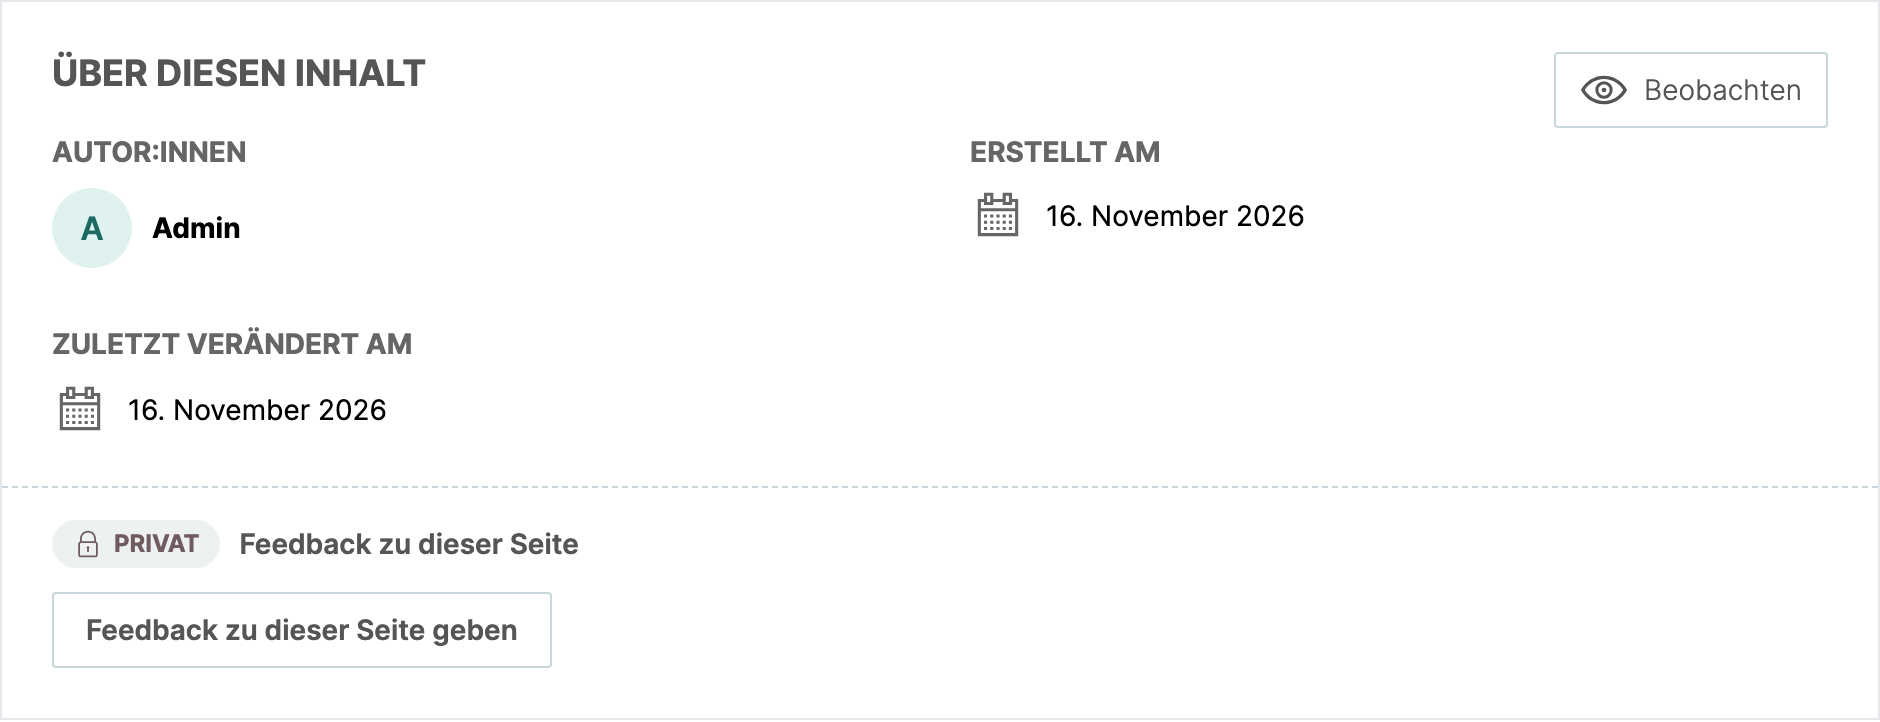 ÜBER DIESEN INHALT
Beobachten
AUTOR:INNEN
A Admin
ERSTELLT AM
16. November 2026
ZULETZT VERÄNDERT AM
16. November 2026
PRIVAT Feedback zu dieser Seite
Feedback zu dieser Seite geben